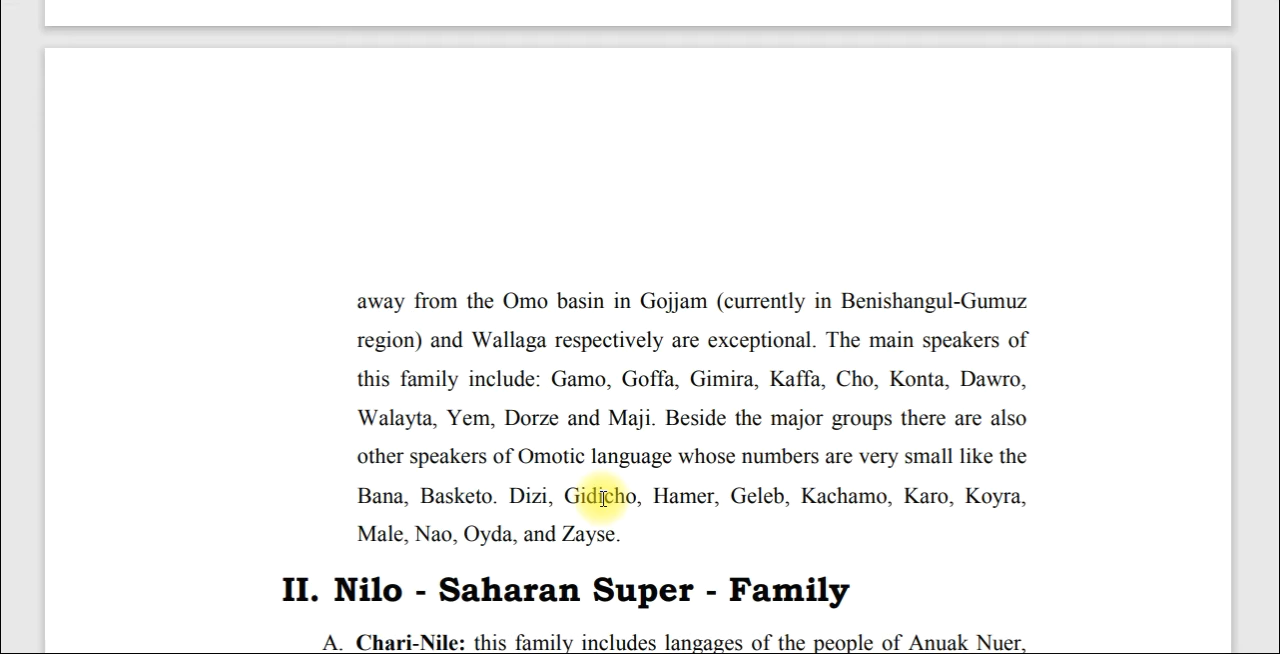 away from the Omo basin in Gojjam (currently in Benishangul-Gumuz
region) and Wallaga respectively are exceptional. The main speakers of
this family include: Gamo, Goffa, Gimira, Kaffa, Cho, Konta, Dawro,
Walayta, Yem, Dorze and Maji. Beside the major groups there are also
other speakers of Omotic language whose numbers are very small like the
Bana, Basketo. Dizi, Gidicho, Hamer, Geleb, Kachamo, Karo, Koyra,
Male, Nao, Oyda, and Zayse.
II. Nilo - Saharan Super - Family
A. Chari-Nile: this family includes langages of the people of Anuak Nuer,